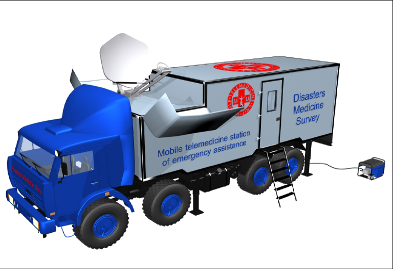 Mobile telemedicine station
of emergency assistance
Disasters
Medicine
Survey